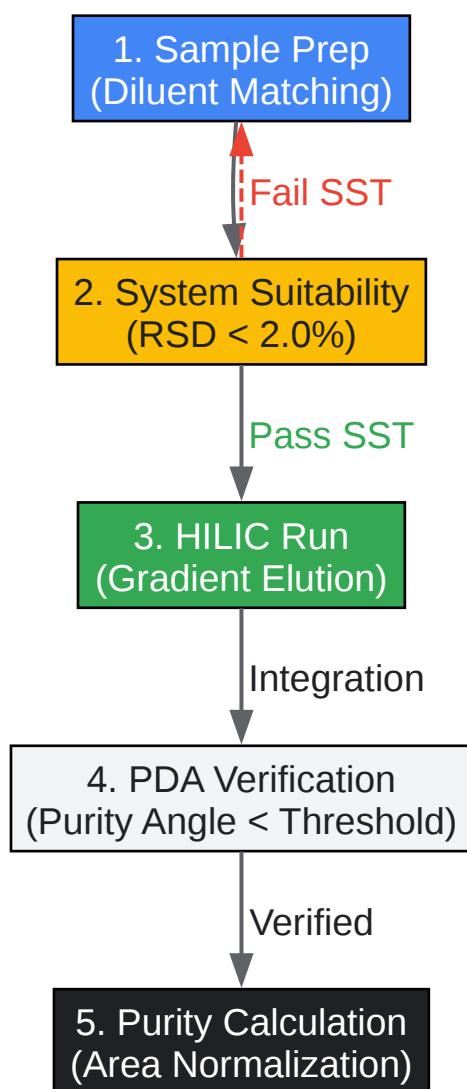 1. Sample Prep
(Diluent Matching)
Fail SST
2. System Suitability
(RSD < 2.0%)
Pass SST
3. HILIC Run
(Gradient Elution)
Integration
4. PDA Verification
(Purity Angle < Threshold)
Verified
5. Purity Calculation
(Area Normalization)